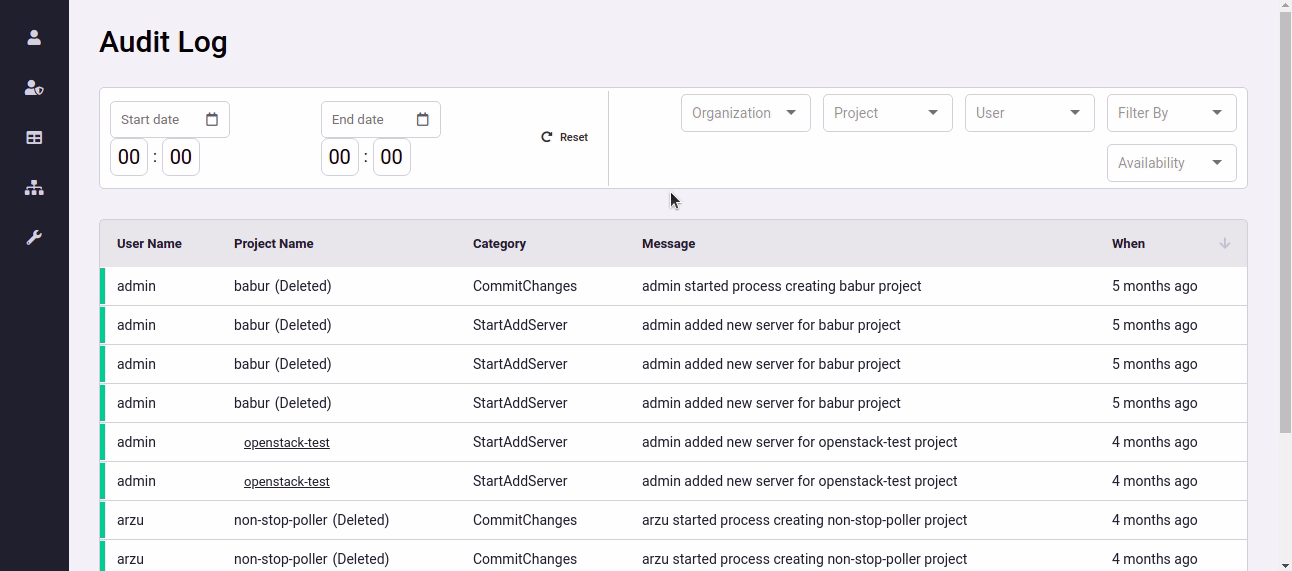 Audit Log
Start date
00 : 00
End date
00 : 00
Reset
Organization
Project
User
Filter By
Availability
User Name Project Name Category Message When
admin babur (Deleted) CommitChanges admin started process creating babur project 5 months ago
admin babur (Deleted) StartAddServer admin added new server for babur project 5 months ago
admin babur (Deleted) StartAddServer admin added new server for babur project 5 months ago
admin babur (Deleted) StartAddServer admin added new server for babur project 5 months ago
admin openstack-test StartAddServer admin added new server for openstack-test project 4 months ago
admin openstack-test StartAddServer admin added new server for openstack-test project 4 months ago
arzu non-stop-poller (Deleted) CommitChanges arzu started process creating non-stop-poller project 4 months ago
arzu non-stop-poller (Deleted) CommitChanges arzu started process creating non-stop-poller project 4 months ago